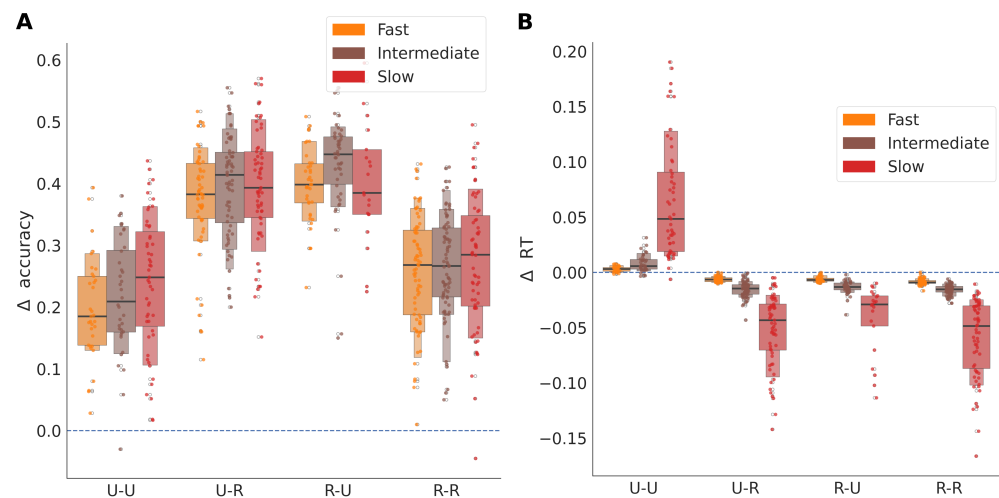 A
Fast
Intermediate
Slow
0.6
0.5
0.4
0.3
0.2
0.1
0.0
Δ accuracy
U-U
U-R
R-U
R-R
B
Fast
Intermediate
Slow
0.20
0.15
0.10
0.05
0.00
−0.05
−0.10
−0.15
Δ RT
U-U
U-R
R-U
R-R